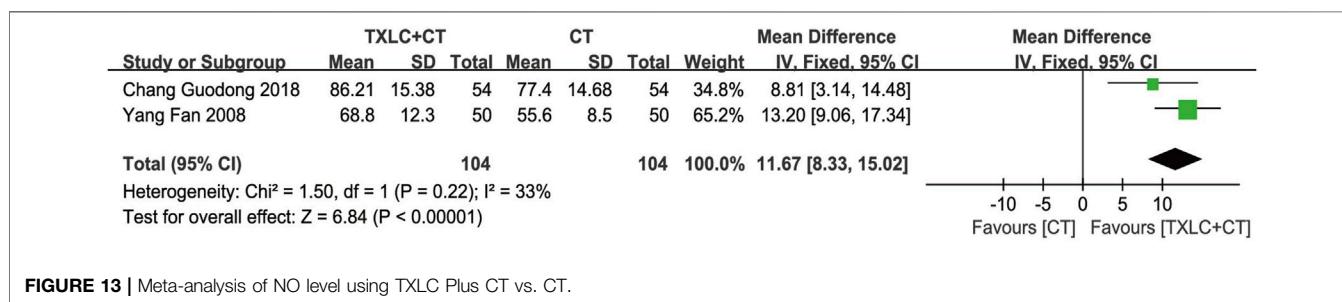 TXLC+CT CT Mean Difference Mean Difference
Study or Subgroup Mean SD Total Mean SD Total Weight IV, Fixed, 95% CI IV, Fixed, 95% CI
Chang Guodong 2018 86.21 15.38 54 77.4 14.68 54 34.8% 8.81 [3.14, 14.48]
Yang Fan 2008 68.8 12.3 50 55.6 8.5 50 65.2% 13.20 [9.06, 17.34]
Total (95% CI) 104 104 100.0% 11.67 [8.33, 15.02]
Heterogeneity: Chi² = 1.50, df = 1 (P = 0.22); I² = 33%
Test for overall effect: Z = 6.84 (P < 0.00001)
-10 -5 0 5 10
Favours [CT] Favours [TXLC+CT]
FIGURE 13 | Meta-analysis of NO level using TXLC Plus CT vs. CT.